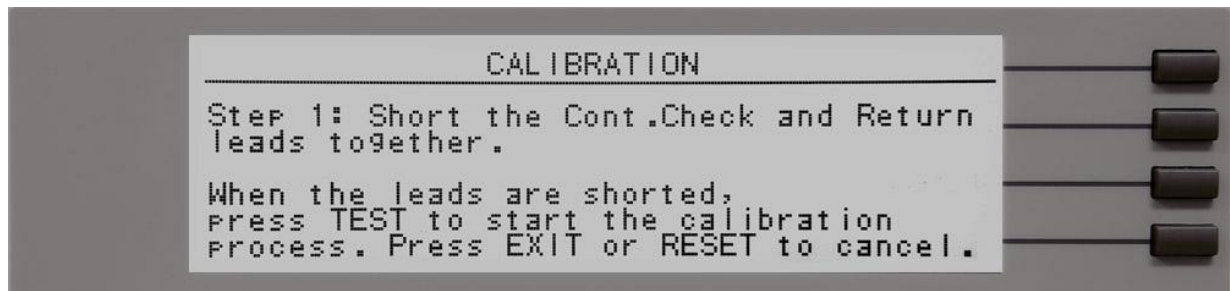 CALIBRATION
Step 1: Short the Cont.Check and Return
leads together.
When the leads are shorted,
press TEST to start the calibration
process. Press EXIT or RESET to cancel.